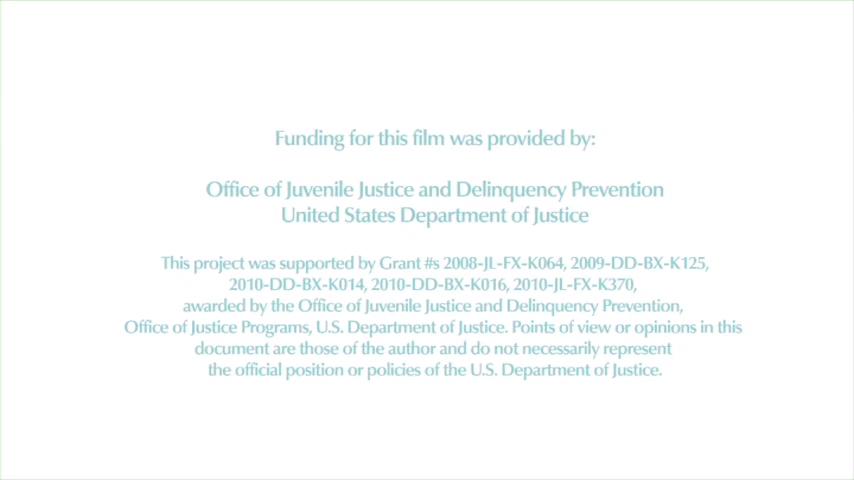 Funding for this film was provided by:
Office of Juvenile Justice and Delinquency Prevention
United States Department of Justice
This project was supported by Grant #s 2008-JL-FX-K064, 2009-DD-BX-K125,
2010-DD-BX-K014, 2010-DD-BX-K016, 2010-JL-FX-K370,
awarded by the Office of Juvenile Justice and Delinquency Prevention,
Office of Justice Programs, U.S. Department of Justice. Points of view or opinions in this
document are those of the author and do not necessarily represent
the official position or policies of the U.S. Department of Justice.